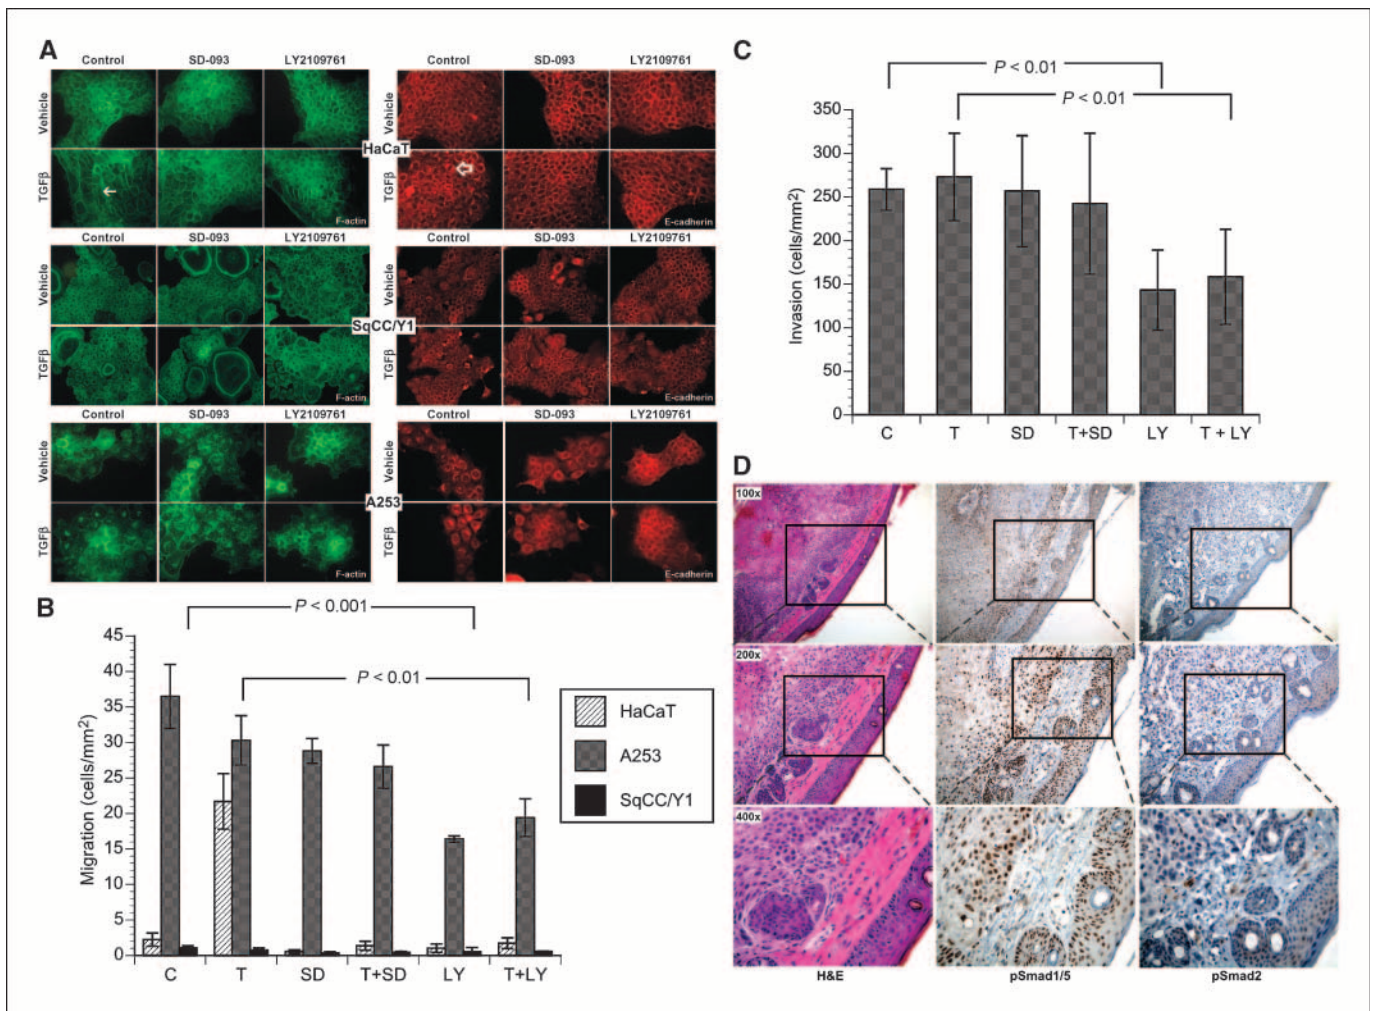 A
Control SD-093 LY2109761
Control SD-093 LY2109761
Vehicle
Vehicle
HaCaT
TGFβ
TGFβ
F-actin
E-cadherin
Control SD-093 LY2109761
Control SD-093 LY2109761
Vehicle
Vehicle
SqCC/Y1
TGFβ
TGFβ
F-actin
E-cadherin
Control SD-093 LY2109761
Control SD-093 LY2109761
Vehicle
Vehicle
A253
TGFβ
TGFβ
F-actin
E-cadherin
B
P < 0.001
P < 0.01
Migration (cells/mm²)
45
40
35
30
25
20
15
10
5
0
C T SD T+SD LY T+LY
HaCaT
A253
SqCC/Y1
C
P < 0.01
P < 0.01
Invasion (cells/mm²)
350
300
250
200
150
100
50
0
C T SD T+SD LY T + LY
D
100x
200x
400x
H&E pSmad1/5 pSmad2